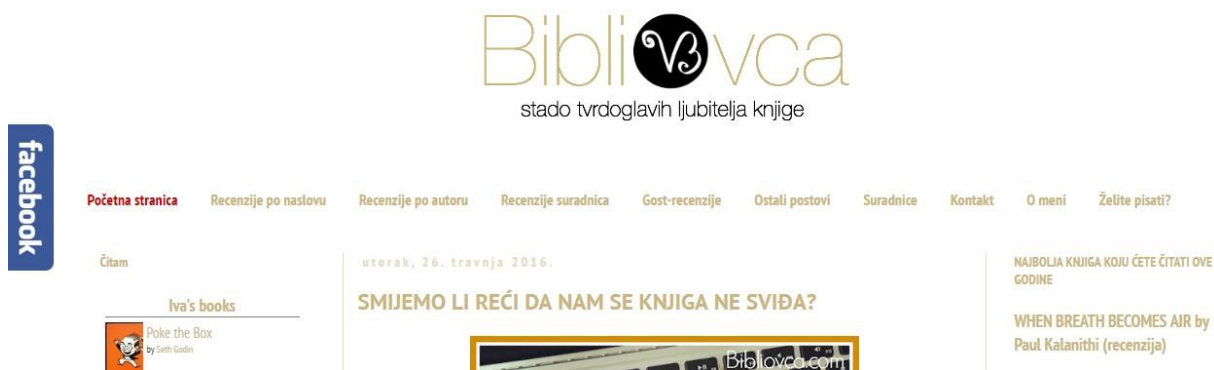 BibliVBvca
stado tvrdoglavih ljubitelja knjige
facebook
Početna stranica Recenzije po naslovu Recenzije po autoru Recenzije suradnica Gost-recenzije Ostali postovi Suradnice Kontakt O meni Želite pisati?
Čitam
Iva's books
Poke the Box
by Seth Godin
utorak, 26. travnja 2016.
SMIJEMO LI REĆI DA NAM SE KNJIGA NE SVIĐA?
Bibliovca.com
NAJBOLJA KNJIGA KOJU ĆETE ČITATI OVE
GODINE
WHEN BREATH BECOMES AIR by
Paul Kalanithi (recenzija)